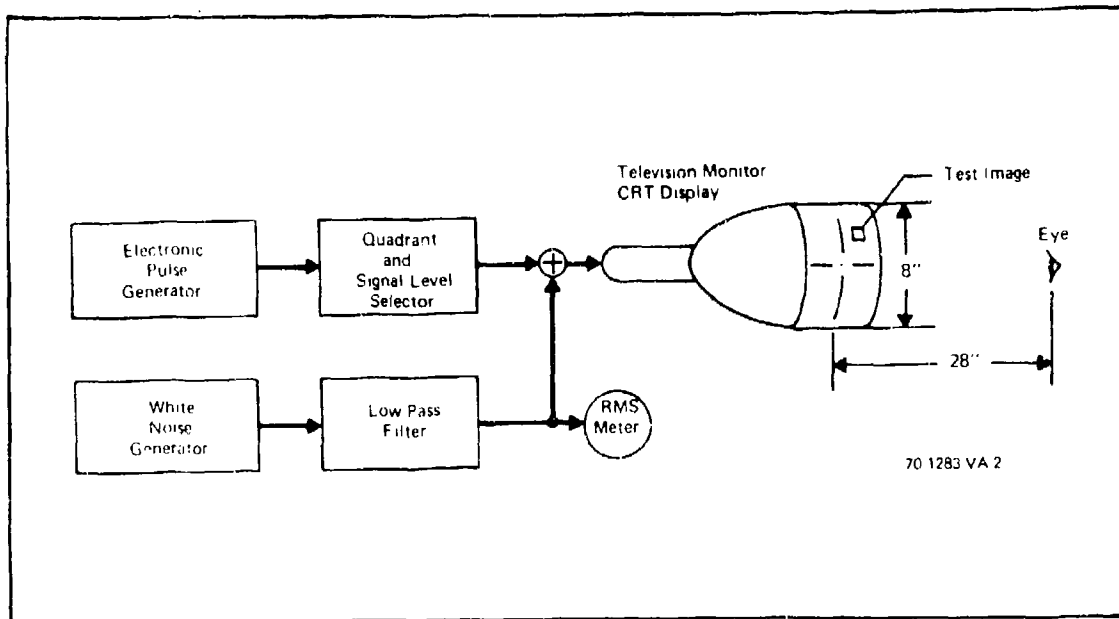 Television Monitor
CRT Display
Test Image
Eye
Electronic
Pulse
Generator
Quadrant
and
Signal Level
Selector
8"
28"
White
Noise
Generator
Low Pass
Filter
RMS
Meter
70 1283 VA 2